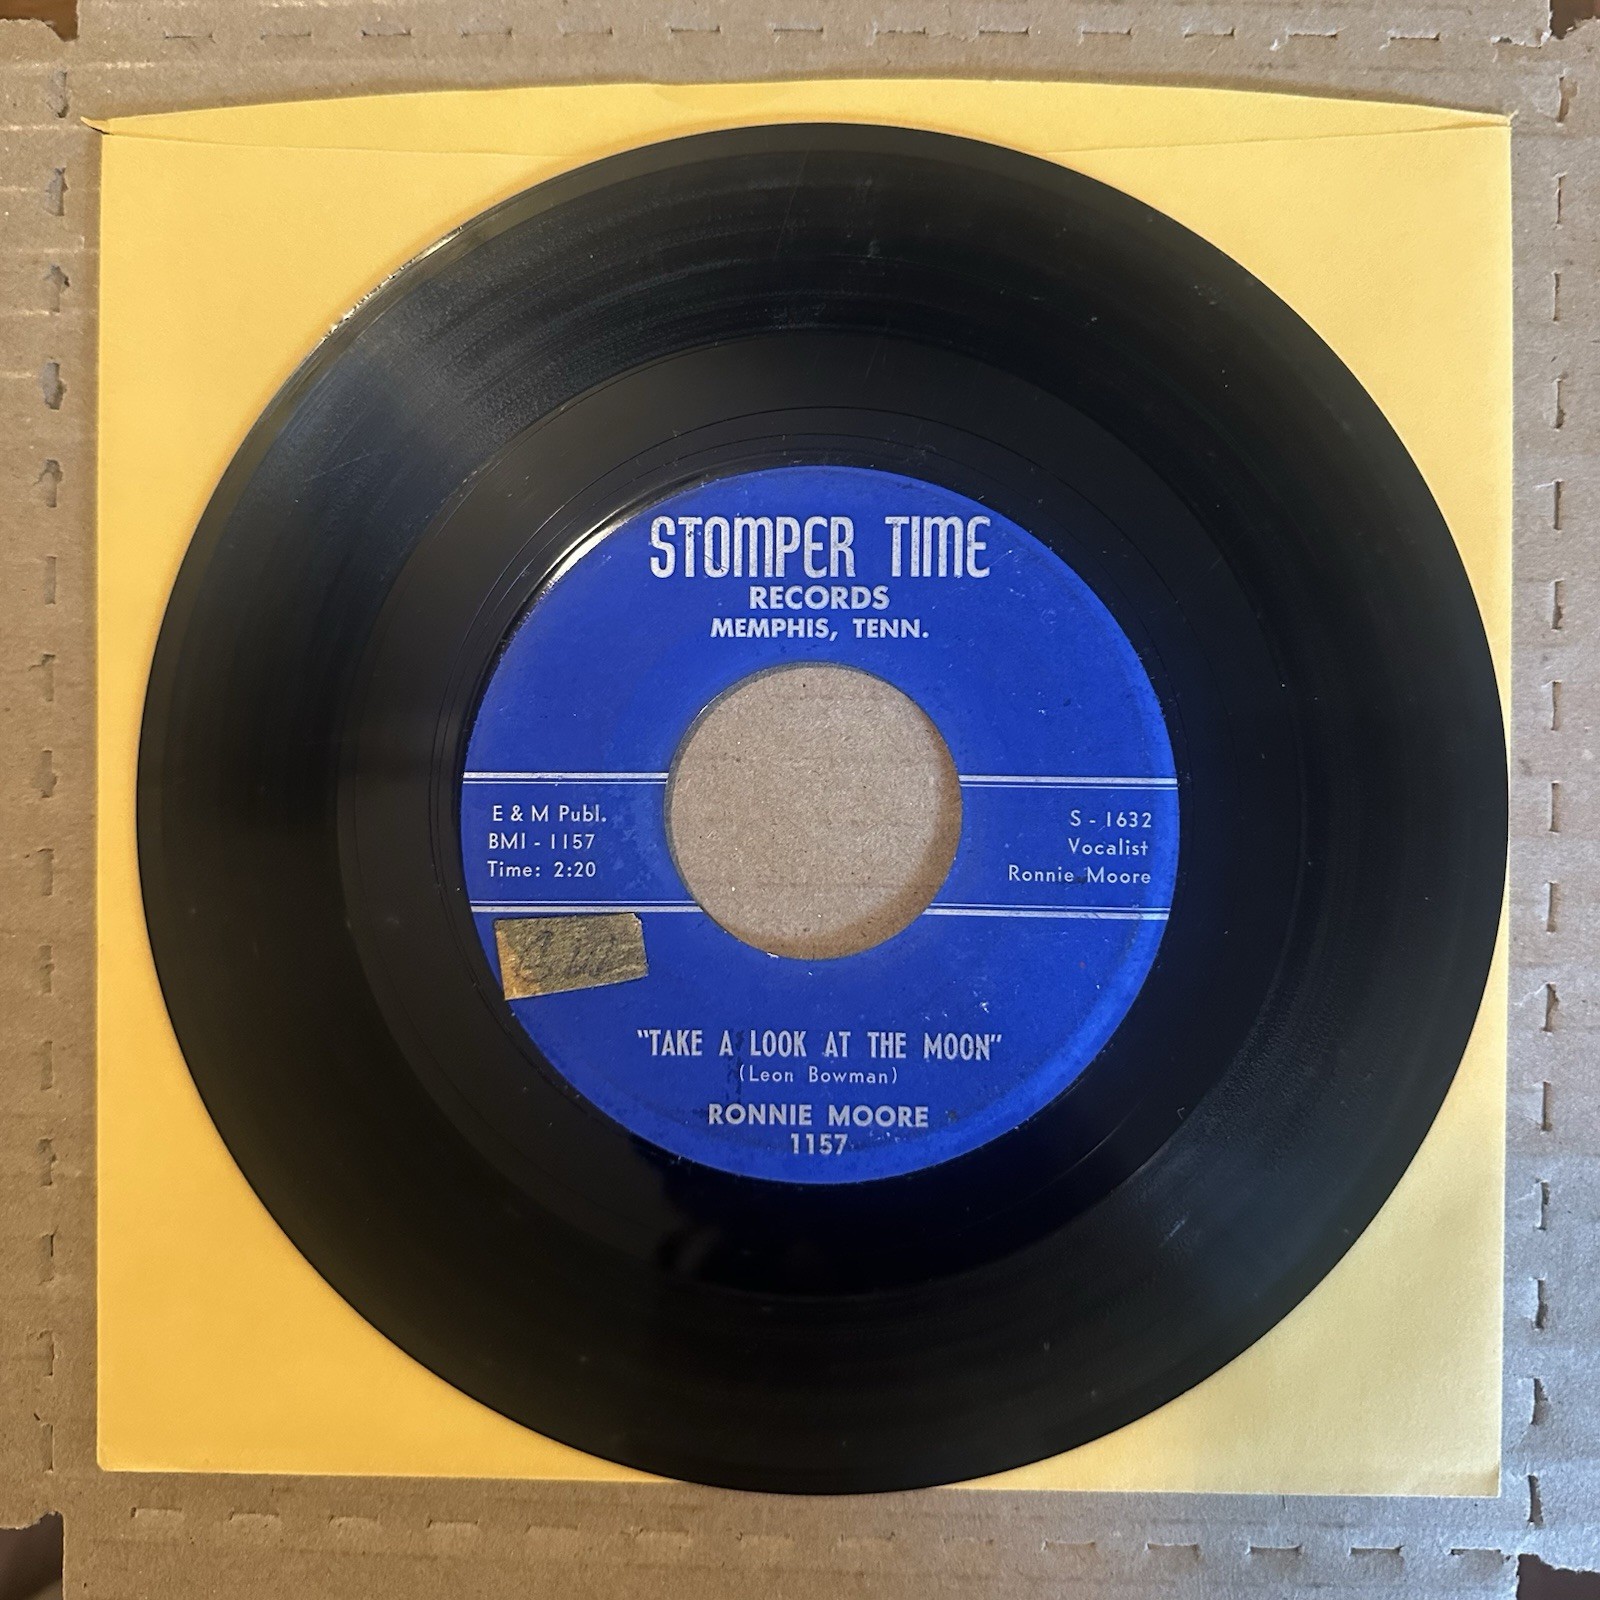 STOMPER TIME
RECORDS
MEMPHIS, TENN.
E & M Publ.
BMI - 1157
Time: 2:20
S - 1632
Vocalist
Ronnie Moore
"TAKE A LOOK AT THE MOON"
(Leon Bowman)
RONNIE MOORE
1157